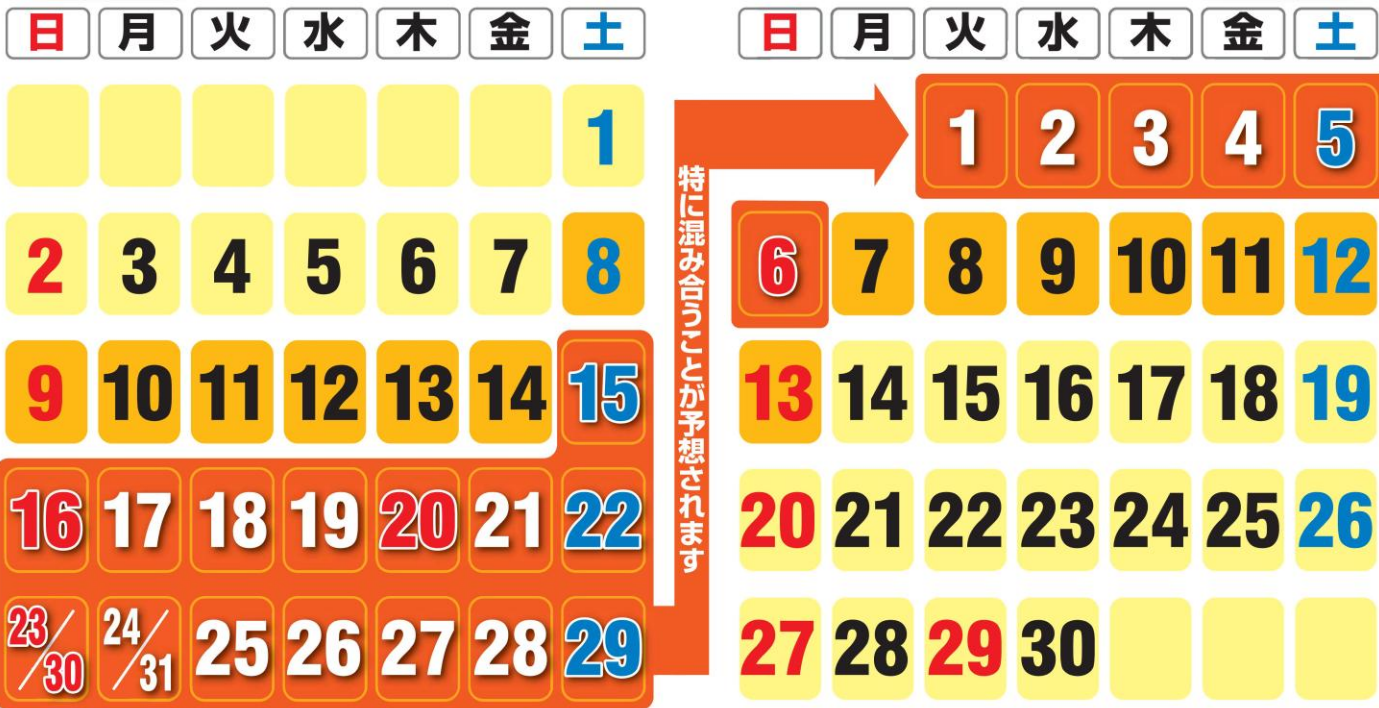 日 月 火 水 木 金 土
1
2 3 4 5 6 7 8
9 10 11 12 13 14 15
16 17 18 19 20 21 22
23/30 24/31 25 26 27 28 29
特に混み合うことが予想されます
日 月 火 水 木 金 土
1 2 3 4 5
6 7 8 9 10 11 12
13 14 15 16 17 18 19
20 21 22 23 24 25 26
27 28 29 30